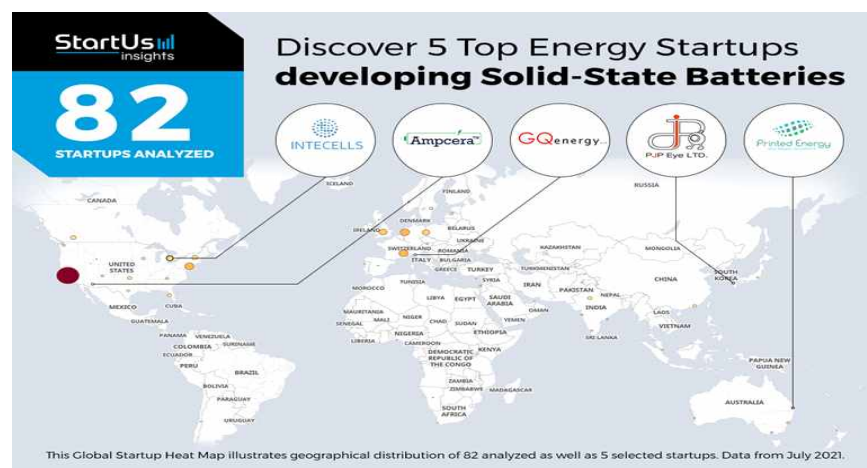 StartUs
insights
Discover 5 Top Energy Startups
developing Solid-State Batteries
82
STARTUPS ANALYZED
INTECELLS
Ampcera™
GQenergy
PJP Eye LTD.
Printed Energy
ICELAND
FINLAND
RUSSIA
CANADA
IRELAND
DENMARK
BELARUS
UKRAINE
SWITZERLAND
ROMANIA
KAZAKHSTAN
MONGOLIA
UNITED
STATES
ITALY
BULGARIA
GREECE
TURKEY
TURKMENISTAN
CHINA
SOUTH
KOREA
MOROCCO
TUNISIA
SYRIA
IRAN
PAKISTAN
NEPAL
MEXICO
CUBA
LIBYA
EGYPT
SAUDI
ARABIA
OMAN
INDIA
LAOS
GUATEMALA
MAURITANIA
MALI
NIGER
CHAD
SUDAN
YEMEN
VIETNAM
SENEGAL
PANAMA
VENEZUELA
NIGERIA
ETHIOPIA
SRI LANKA
COLOMBIA
SURINAME
LIBERIA
CAMEROON
ECUADOR
DEMOCRATIC
REPUBLIC OF
THE CONGO
KENYA
PERU
BRAZIL
PAPUA NEW
GUINEA
BOLIVIA
ZAMBIA
ZIMBABWE
MADAGASCAR
PARAGUAY
AUSTRALIA
SOUTH
AFRICA
URUGUAY
This Global Startup Heat Map illustrates geographical distribution of 82 analyzed as well as 5 selected startups. Data from July 2021.